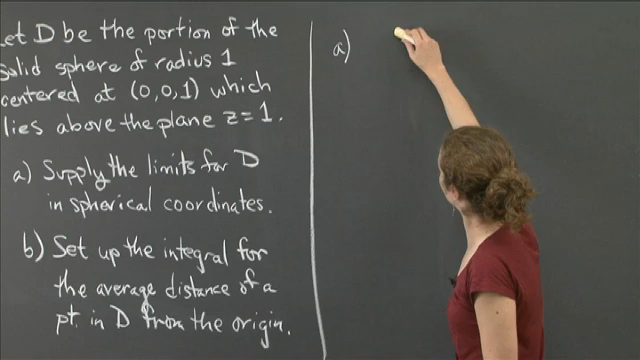 Let D be the portion of the
solid sphere of radius 1
centered at (0,0,1) which
lies above the plane z=1.
a) Supply the limits for D
in spherical coordinates.
b) Set up the integral for
the average distance of a
pt. in D from the origin.
a)